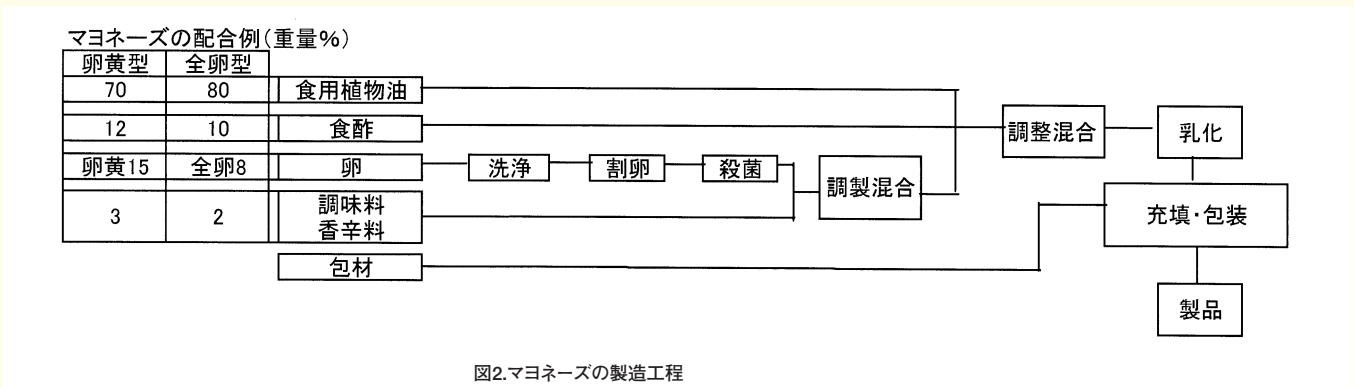 マヨネーズの配合例(重量%)
卵黄型 全卵型
70 80 食用植物油
12 10 食酢
卵黄15 全卵8 卵
3 2 調味料
香辛料
包材
洗浄
割卵
殺菌
調製混合
調整混合
乳化
充填・包装
製品
図2.マヨネーズの製造工程